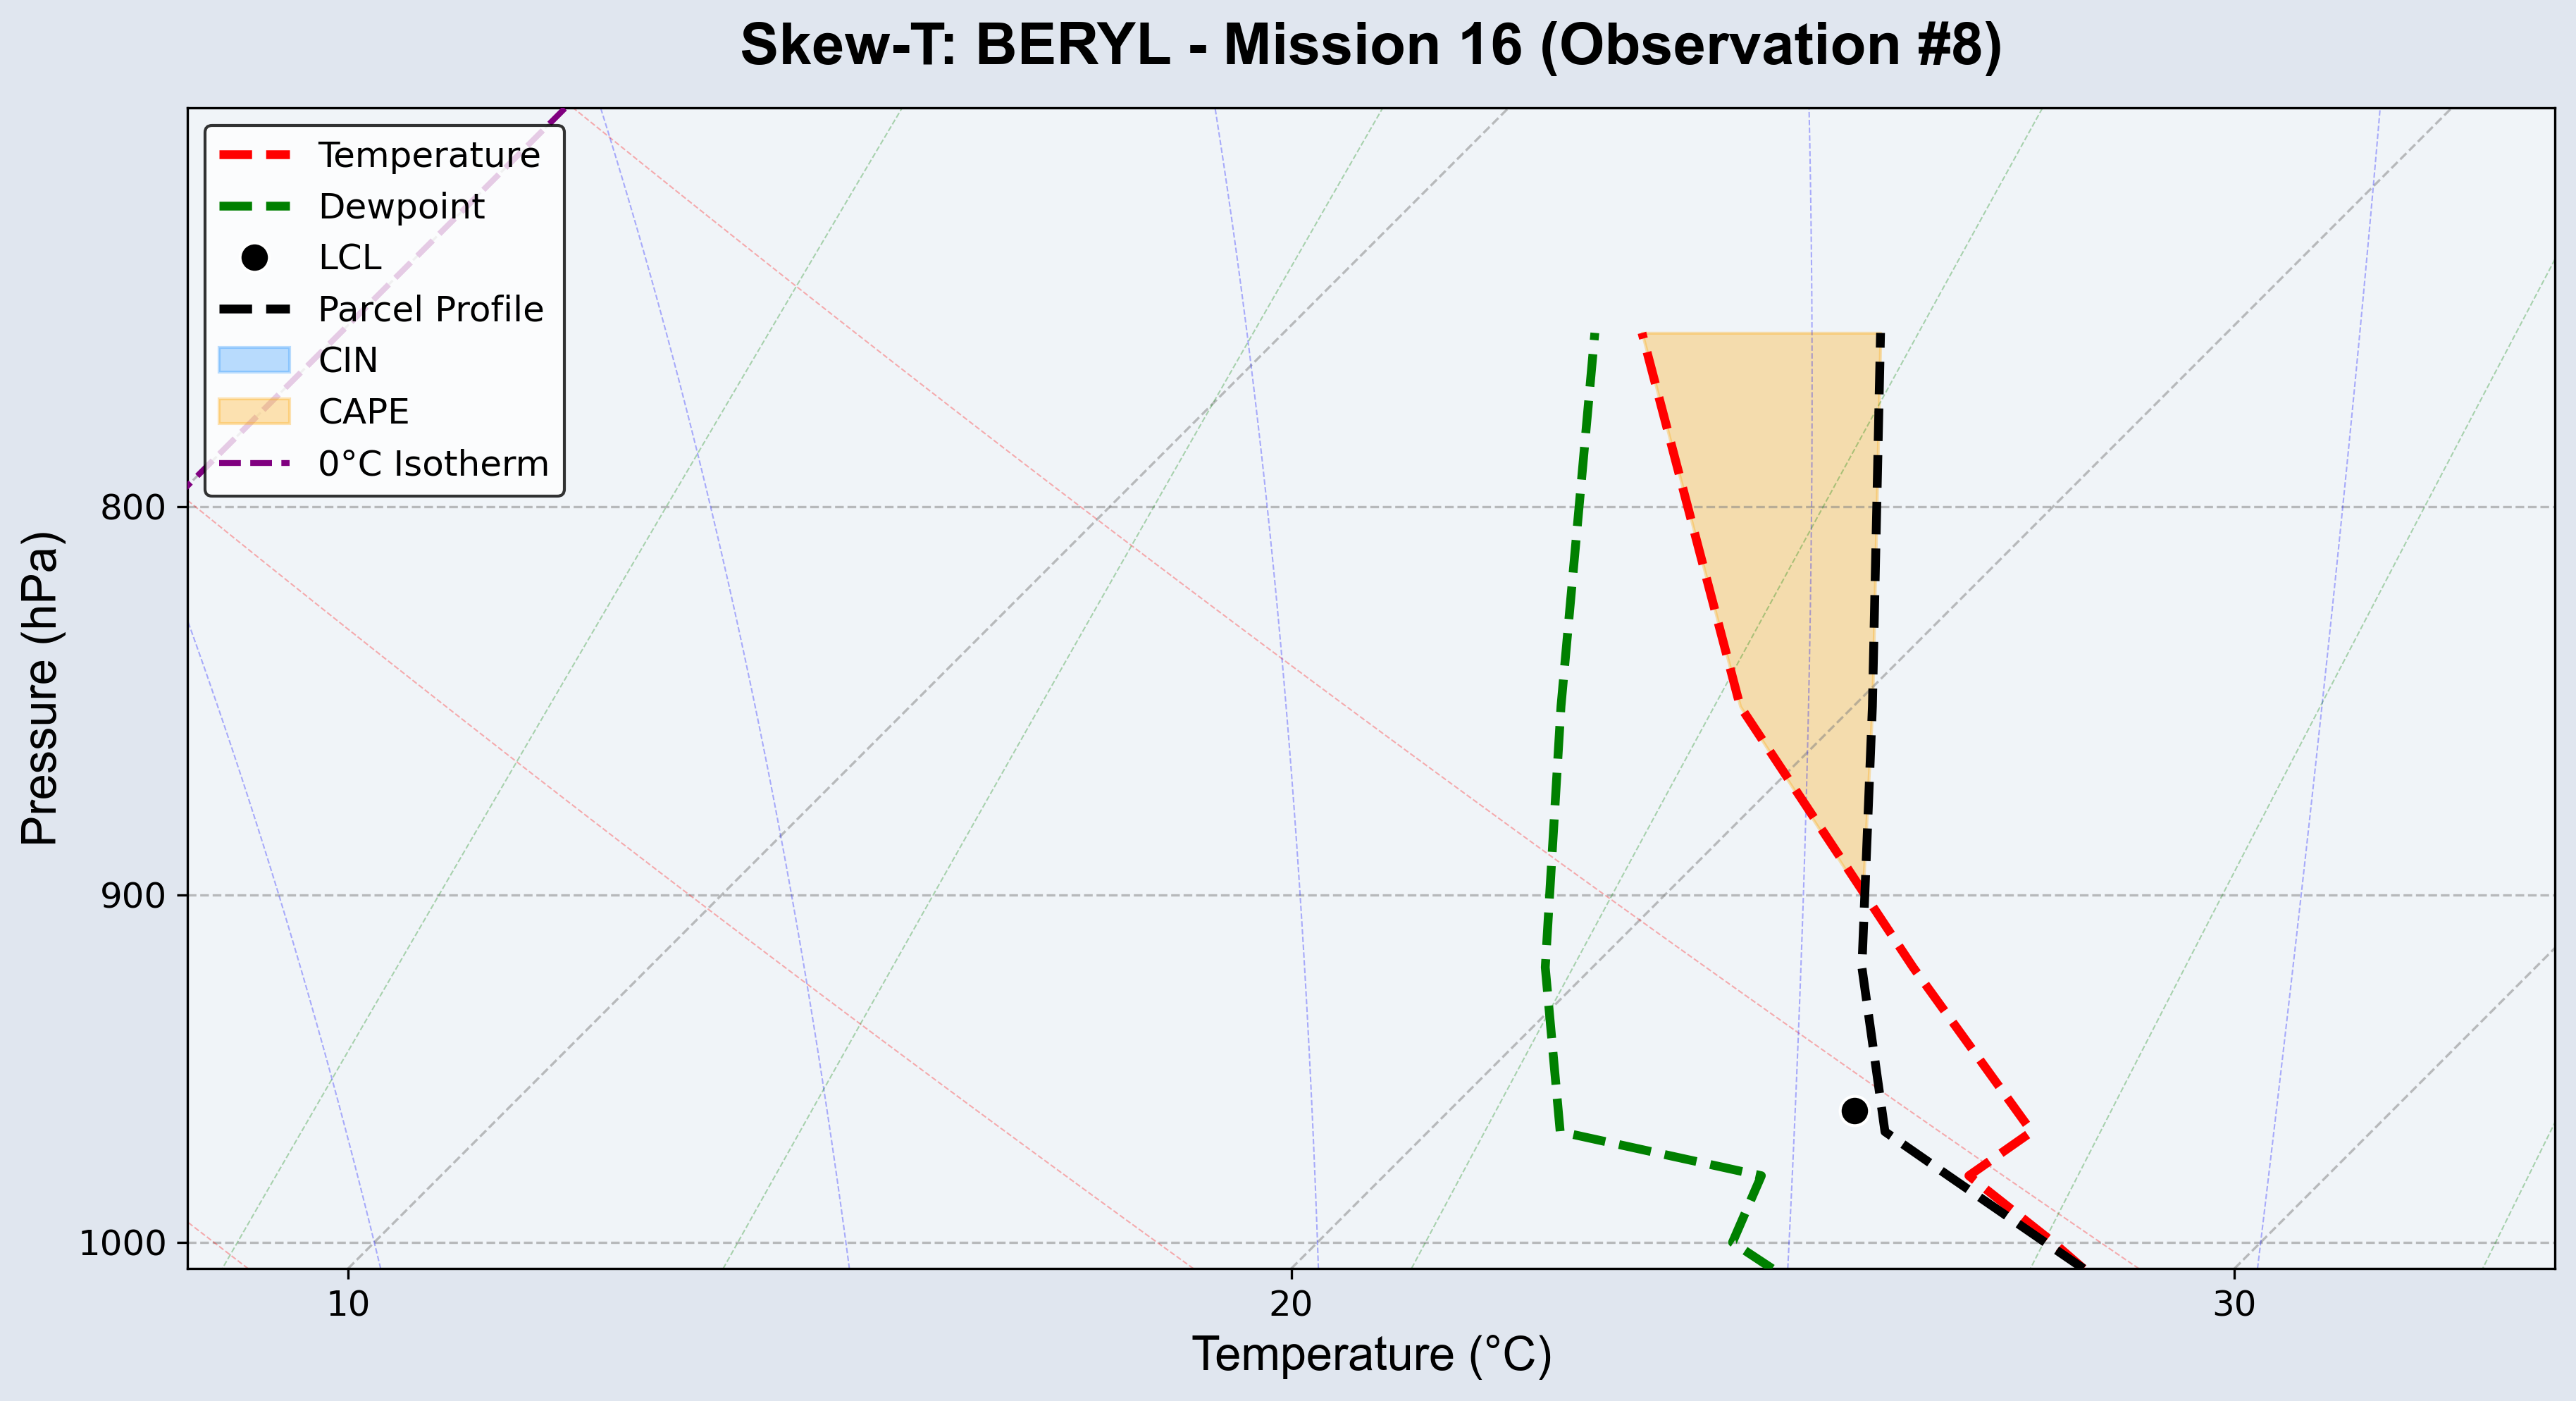 Skew-T: BERYL - Mission 16 (Observation #8)
Temperature
Dewpoint
LCL
Parcel Profile
CIN
CAPE
0°C Isotherm
Pressure (hPa)
800
900
1000
10 20 30
Temperature (°C)